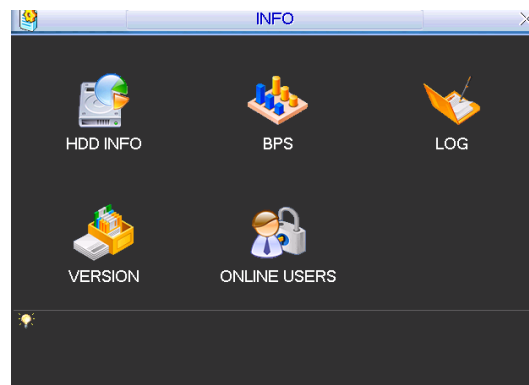 INFO
HDD INFO
BPS
LOG
VERSION
ONLINE USERS